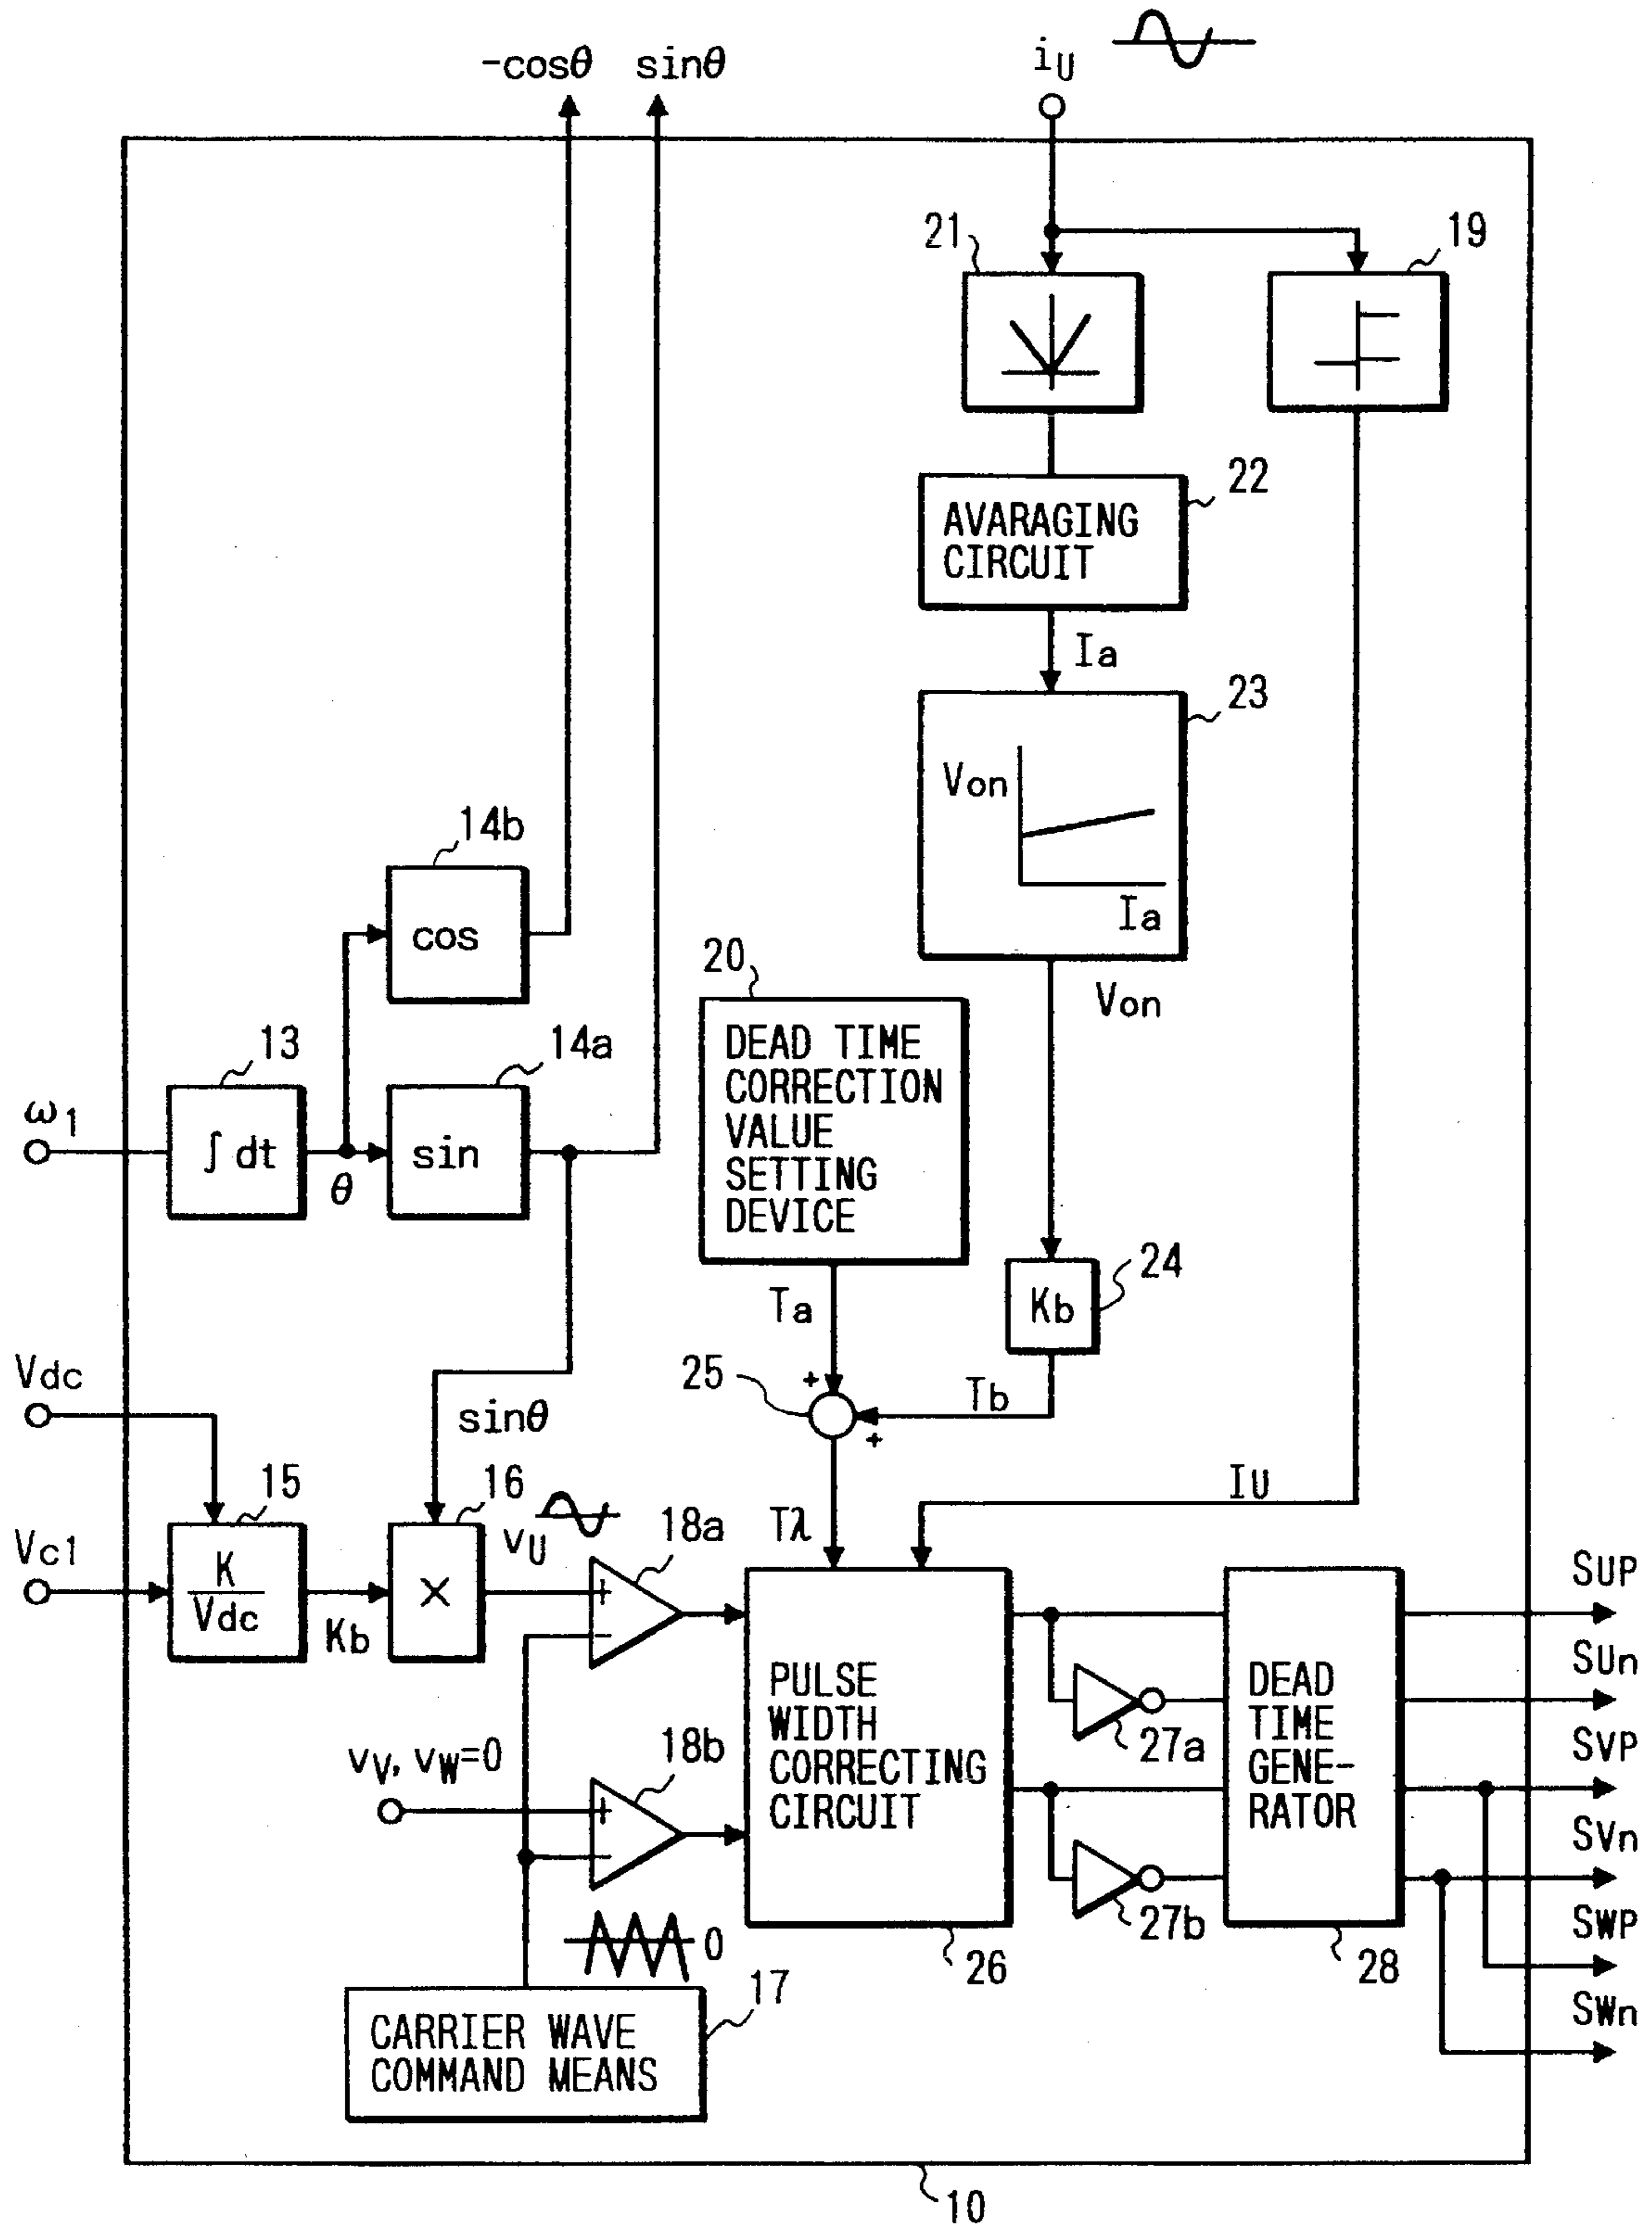 -cosθ
sinθ
iU
21
19
22
AVARAGING
CIRCUIT
Ia
23
Von
Ia
Von
14b
cos
20
DEAD TIME
CORRECTION
VALUE
SETTING
DEVICE
13
14a
ω1
∫dt
θ
sin
24
Kb
Ta
Vdc
25
+
Tb
+
sinθ
15
16
IU
Vc1
K
Vdc
Kb
×
vU
18a
+
-
Tλ
SUP
PULSE
WIDTH
CORRECTING
CIRCUIT
DEAD
TIME
GENE-
RATOR
SUn
27a
SVP
vV, vW=0
18b
+
-
SVn
27b
0
26
28
SWP
17
SWn
CARRIER WAVE
COMMAND MEANS
10